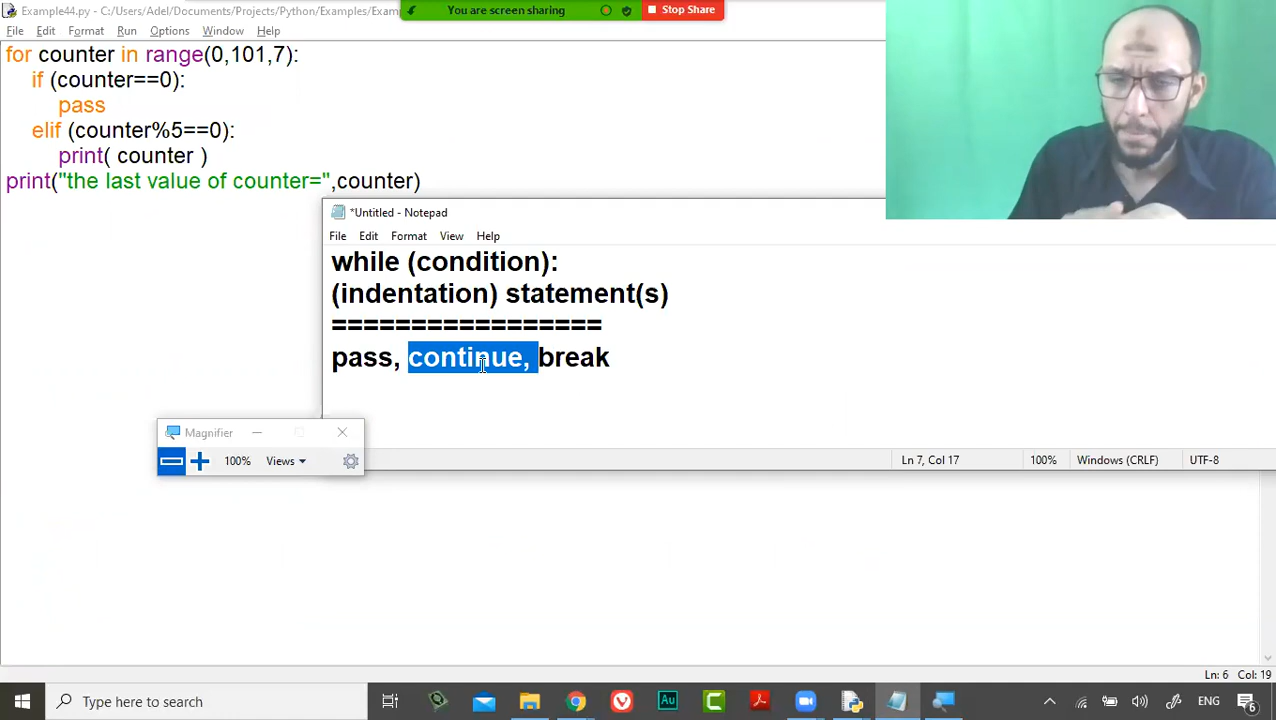 Example44.py - C:/Users/Adel/Documents/Projects/Python/Examples/Exam
You are screen sharing
Stop Share
File Edit Format Run Options Window Help
for counter in range(0,101,7):
if (counter==0):
pass
elif (counter%5==0):
print( counter )
print("the last value of counter=",counter)
*Untitled - Notepad
File Edit Format View Help
while (condition):
(indentation) statement(s)
=================
pass, continue, break
Magnifier
100% Views
Ln 7, Col 17 100% Windows (CRLF) UTF-8
Ln: 6 Col: 19
Type here to search
Au
C
ENG
6